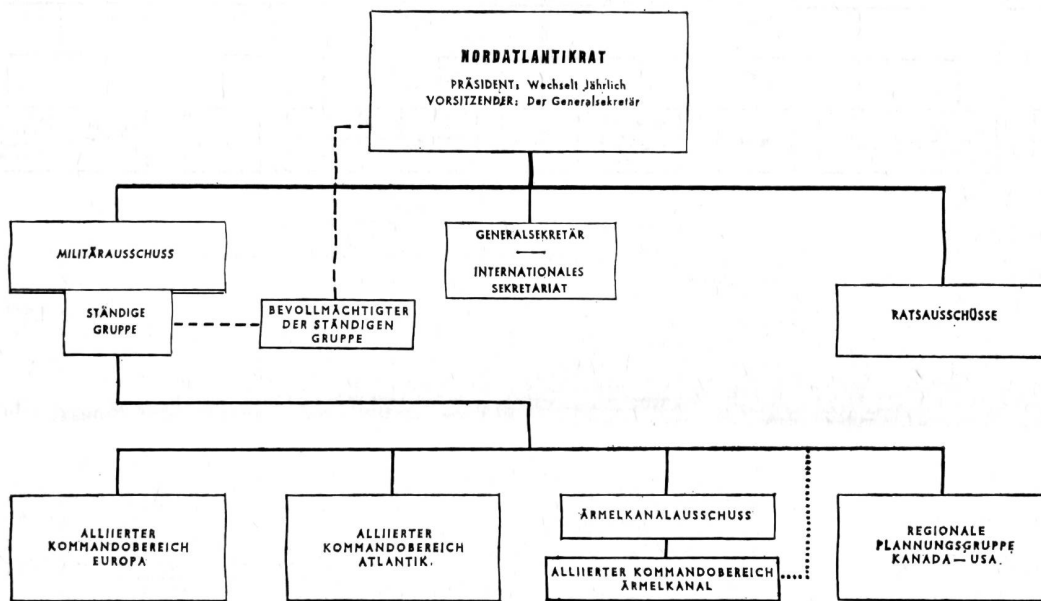 NORDATLANTIKRAT
PRÄSIDENT: Wechselt Jährlich
VORSITZENDER: Der Generalsekretär
MILITÄRAUSSCHUSS
STÄNDIGE
GRUPPE
BEVOLLMÄCHTIGTER
DER STÄNDIGEN
GRUPPE
GENERALSEKRETÄR
INTERNATIONALES
SEKRETARIAT
RATSAUSSCHÜSSE
ALLIIERTER
KOMMANDOBEREICH
EUROPA
ALLIIERTER
KOMMANDOBEREICH
ATLANTIK.
ÄRMELKANALAUSSCHUSS
ALLIIERTER KOMMANDOBEREICH
ÄRMELKANAL
REGIONALE
PLANNUNGSGRUPPE
KANADA — USA.